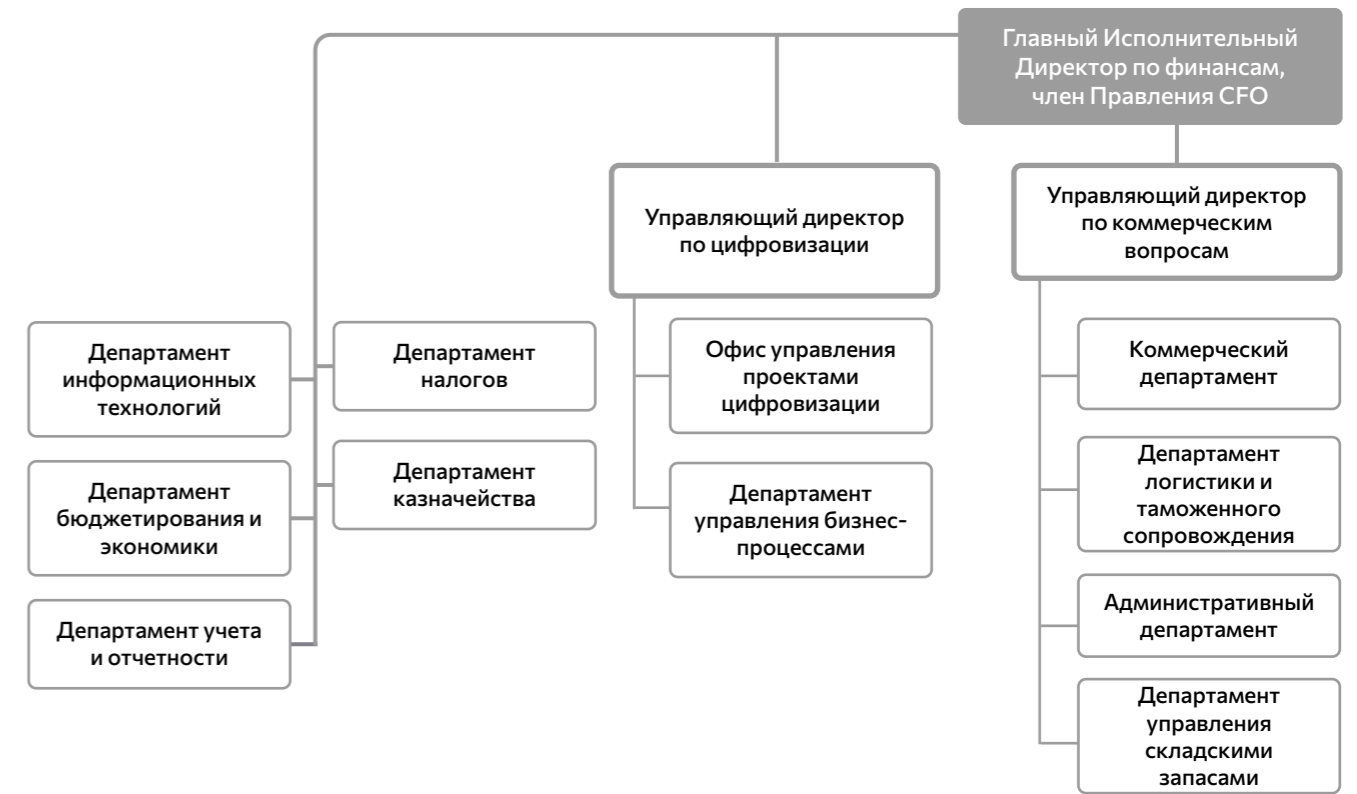 Главный Исполнительный
Директор по финансам,
член Правления CFO
Управляющий директор
по цифровизации
Управляющий директор
по коммерческим
вопросам
Департамент
информационных
технологий
Департамент
налогов
Офис управления
проектами
цифровизации
Коммерческий
департамент
Департамент
бюджетирования и
экономики
Департамент
казначейства
Департамент
управления бизнес-
процессами
Департамент
логистики и
таможенного
сопровождения
Департамент учета
и отчетности
Административный
департамент
Департамент
управления
складскими
запасами